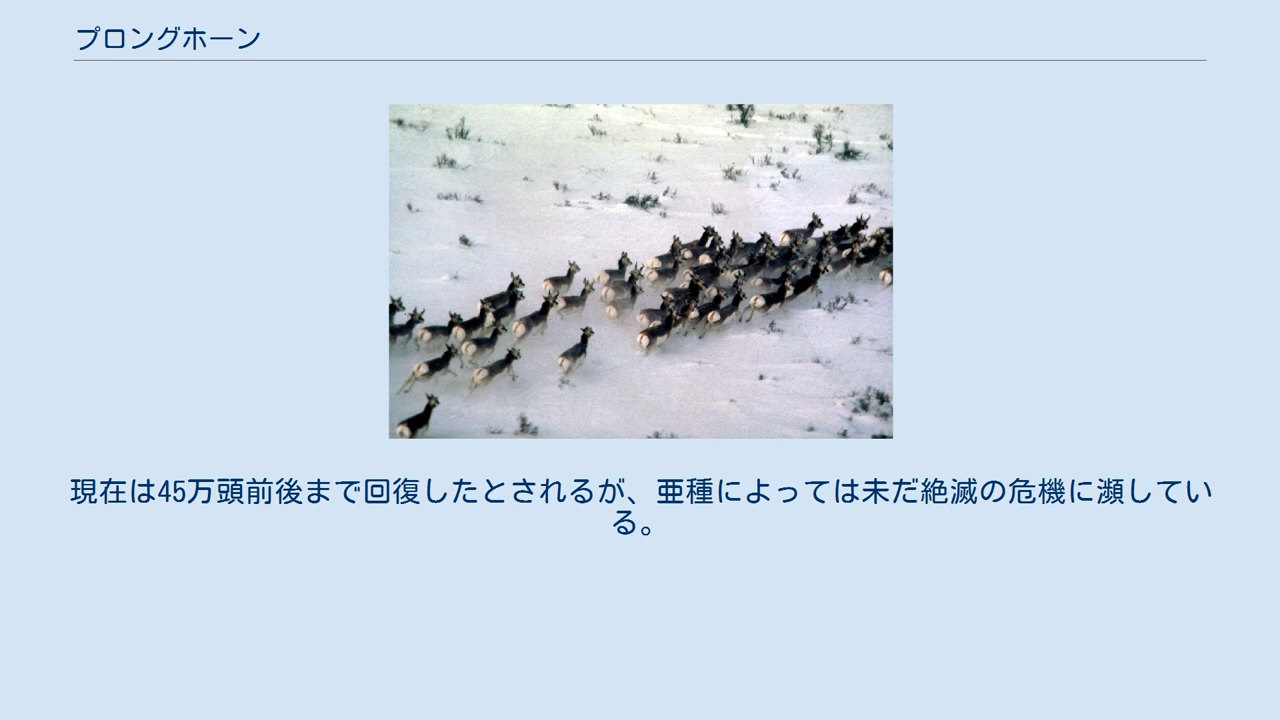 プロングホーン
現在は45万頭前後まで回復したとされるが、亜種によっては未だ絶滅の危機に瀕してい
る。